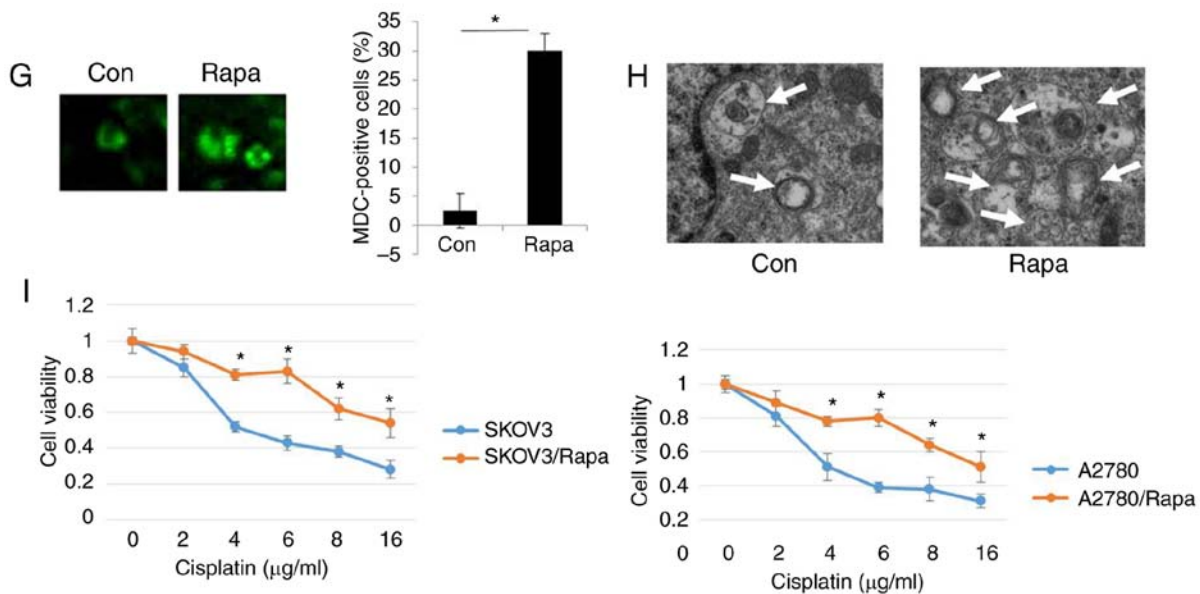 G
Con Rapa
MDC-positive cells (%)
35
30
25
20
15
10
5
0
–5
Con Rapa
*
H
Con Rapa
I
Cell viability
1.2
1
0.8
0.6
0.4
0.2
0
* * * *
0 2 4 6 8 16
Cisplatin (µg/ml)
SKOV3
SKOV3/Rapa
Cell viability
1.2
1
0.8
0.6
0.4
0.2
0
* * * *
0 2 4 6 8 16
Cisplatin (µg/ml)
A2780
A2780/Rapa